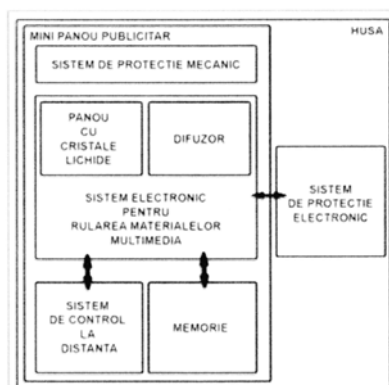 HUSA
MINI PANOU PUBLICITAR
SISTEM DE PROTECTIE MECANIC
PANOU
CU
CRISTALE
LICHIDE
DIFUZOR
SISTEM ELECTRONIC
PENTRU
RULAREA MATERIALELOR
MULTIMEDIA
SISTEM
DE PROTECTIE
ELECTRONIC
SISTEM
DE CONTROL
LA
DISTANTA
MEMORIE